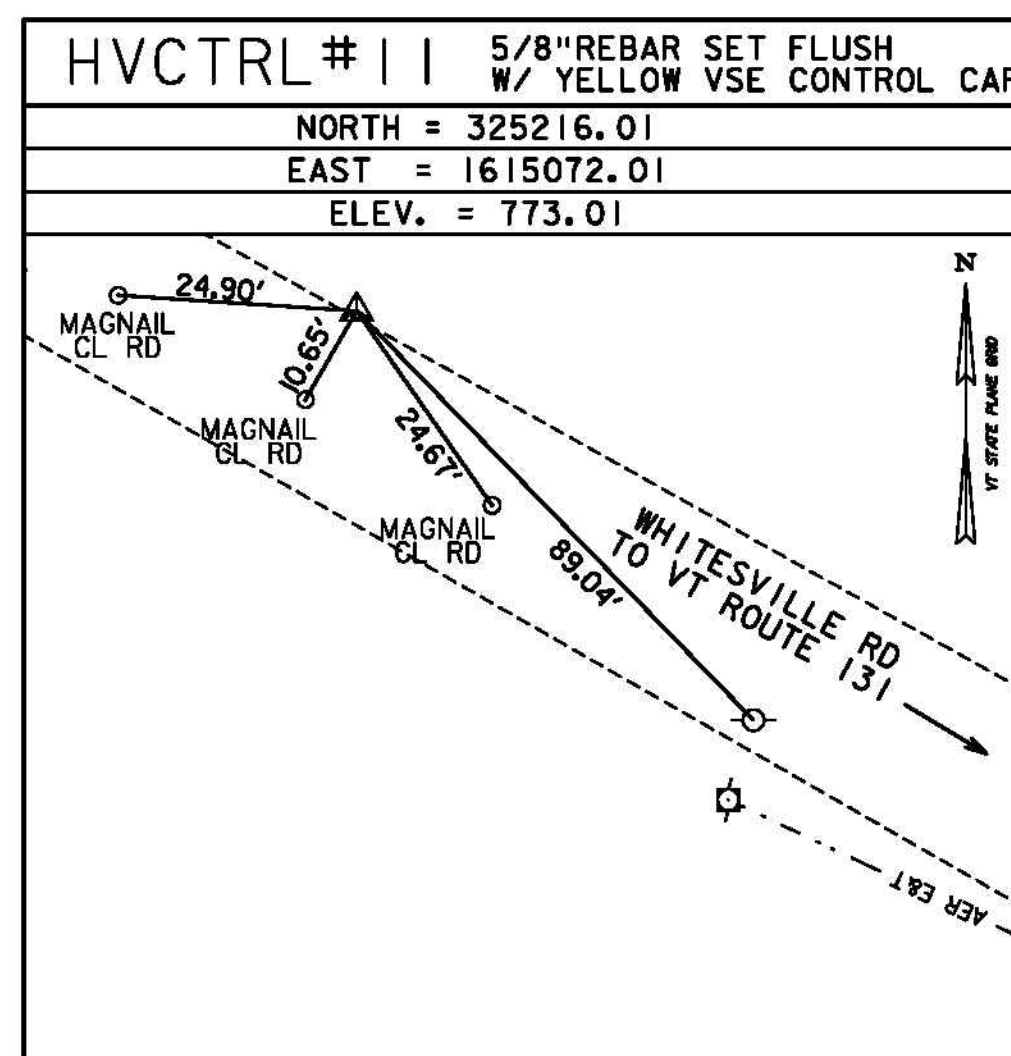 HVCTRL#11
5/8"REBAR SET FLUSH
W/ YELLOW VSE CONTROL
NORTH = 325216.01
EAST = 1615072.01
ELEV. = 773.01
N
VT STATE PLANE GRID
24.90'
MAGNAIL
CL RD
10.65'
MAGNAIL
CL RD
24.67'
MAGNAIL
CL RD
89.04'
WHITESVILLE RD
TO VT ROUTE 131
AER E&T